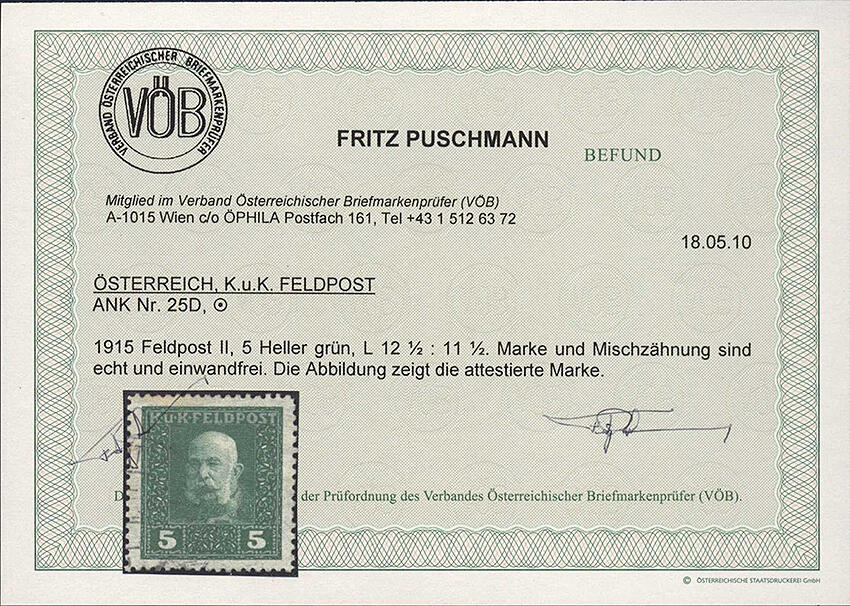 VERBAND ÖSTERREICHISCHER BRIEFMARKENPRÜFER
VÖB
FRITZ PUSCHMANN
BEFUND
Mitglied im Verband Österreichischer Briefmarkenprüfer (VÖB)
A-1015 Wien c/o ÖPHILA Postfach 161, Tel +43 1 512 63 72
18.05.10
ÖSTERREICH, K.u.K. FELDPOST
ANK Nr. 25D, ⊙
1915 Feldpost II, 5 Heller grün, L 12 ½ : 11 ½. Marke und Mischzähnung sind
echt und einwandfrei. Die Abbildung zeigt die attestierte Marke.
K.u.K. FELDPOST
5 5
der Prüfordnung des Verbandes Österreichischer Briefmarkenprüfer (VÖB).
© ÖSTERREICHISCHE STAATSDRUCKEREI GmbH